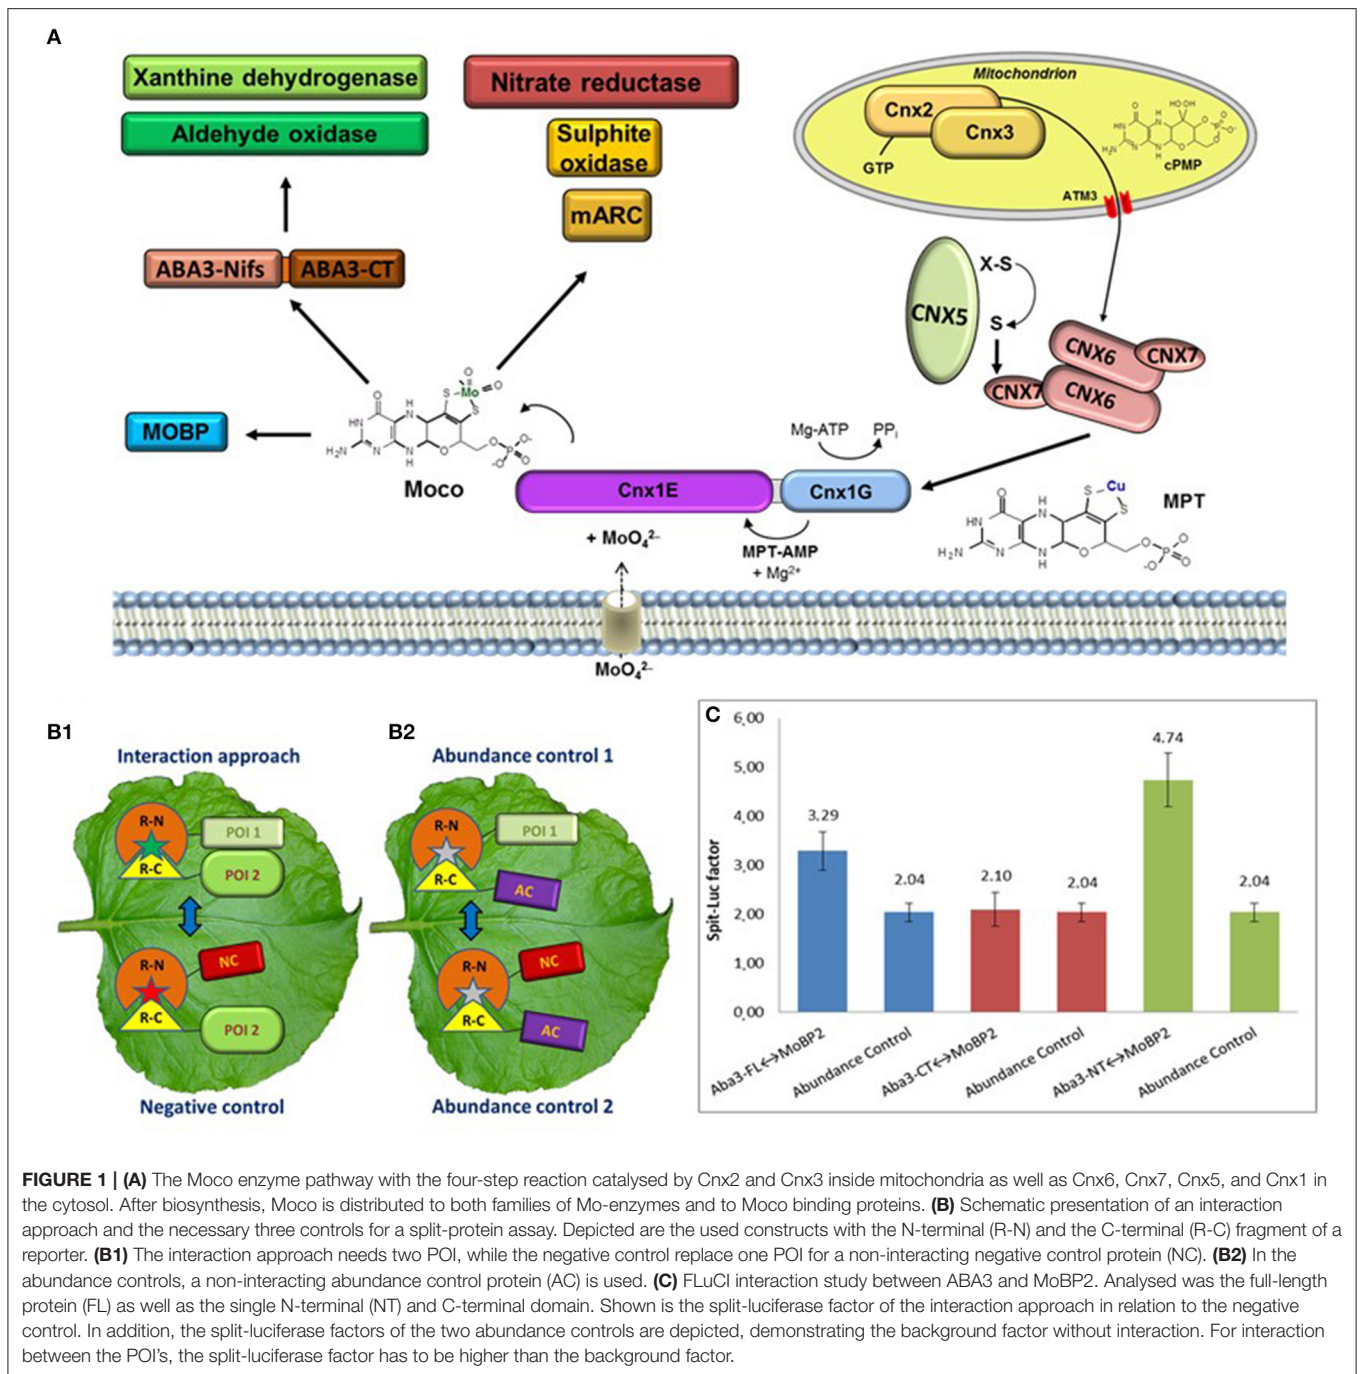 A
Xanthine dehydrogenase
Aldehyde oxidase
ABA3-Nifs ABA3-CT
MOBP
Nitrate reductase
Sulphite
oxidase
mARC
Mitochondrion
Cnx2
Cnx3
GTP
cPMP
ATM3
O
H
N
HO OH
O
O
P
O-
HN
H₂N
N
N
H
O
O
CNX5
X-S
S
CNX6
CNX7
CNX7
CNX6
O
H
N
S
Mo
O
O
S
HN
H₂N
N
N
H
O
O
P
O-
-O
O
Moco
Mg-ATP PPᵢ
Cnx1E
Cnx1G
+ MoO₄²⁻
MPT-AMP
+ Mg²⁺
O
H
N
S
Cu
S
HN
H₂N
N
N
H
O
O
P
O-
-O
O
MPT
MoO₄²⁻
B1
Interaction approach
R-N
POI 1
R-C
POI 2
R-N
NC
R-C
POI 2
Negative control
B2
Abundance control 1
R-N
POI 1
R-C
AC
R-N
NC
R-C
AC
Abundance control 2
C
Spit-Luc factor
6,00
5,00
4,00
3,00
2,00
1,00
0,00
3.29
2.04
2.10
2.04
4.74
2.04
Aba3-FL↔MoBP2
Abundance Control
Aba3-CT↔MoBP2
Abundance Control
Aba3-NT↔MoBP2
Abundance Control
FIGURE 1 | (A) The Moco enzyme pathway with the four-step reaction catalysed by Cnx2 and Cnx3 inside mitochondria as well as Cnx6, Cnx7, Cnx5, and Cnx1 in
the cytosol. After biosynthesis, Moco is distributed to both families of Mo-enzymes and to Moco binding proteins. (B) Schematic presentation of an interaction
approach and the necessary three controls for a split-protein assay. Depicted are the used constructs with the N-terminal (R-N) and the C-terminal (R-C) fragment of a
reporter. (B1) The interaction approach needs two POI, while the negative control replace one POI for a non-interacting negative control protein (NC). (B2) In the
abundance controls, a non-interacting abundance control protein (AC) is used. (C) FLuCI interaction study between ABA3 and MoBP2. Analysed was the full-length
protein (FL) as well as the single N-terminal (NT) and C-terminal domain. Shown is the split-luciferase factor of the interaction approach in relation to the negative
control. In addition, the split-luciferase factors of the two abundance controls are depicted, demonstrating the background factor without interaction. For interaction
between the POI's, the split-luciferase factor has to be higher than the background factor.